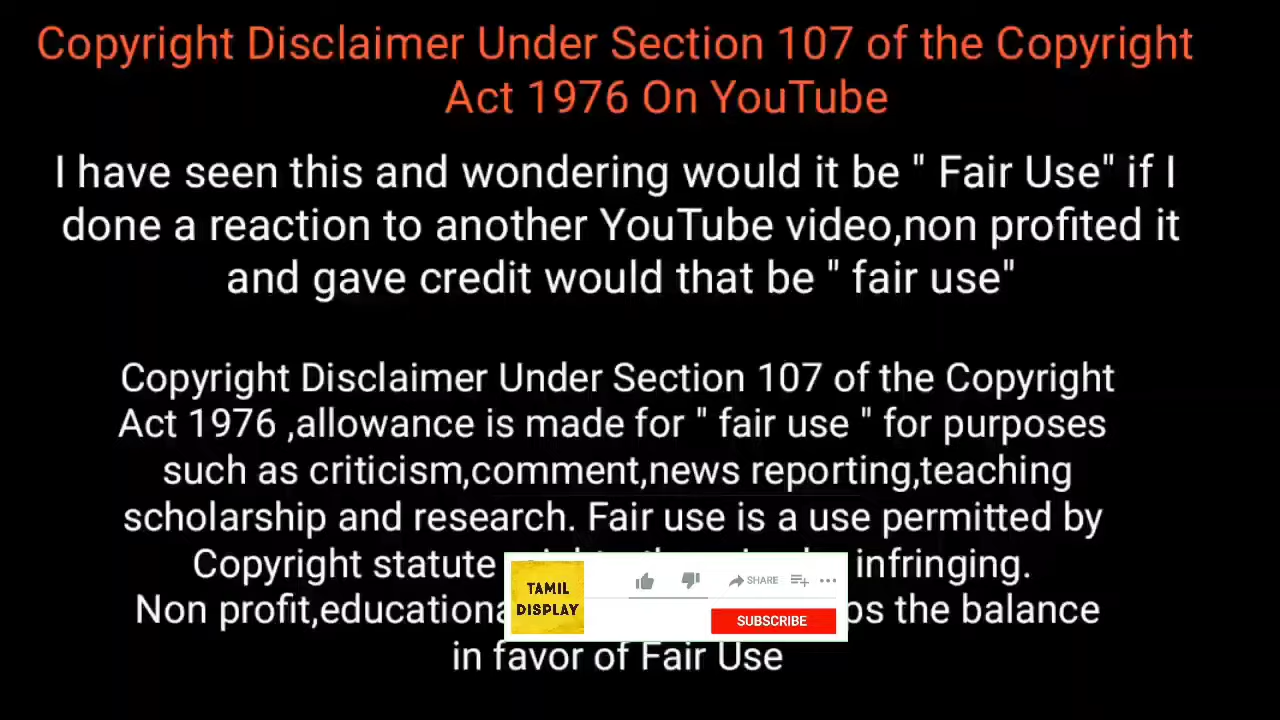 Copyright Disclaimer Under Section 107 of the Copyright
Act 1976 On YouTube
I have seen this and wondering would it be " Fair Use" if I
done a reaction to another YouTube video,non profited it
and gave credit would that be " fair use"
Copyright Disclaimer Under Section 107 of the Copyright
Act 1976 ,allowance is made for " fair use " for purposes
such as criticism,comment,news reporting,teaching
scholarship and research. Fair use is a use permitted by
Copyright statute infringing.
Non profit, the balance
in favor of Fair Use
TAMIL
DISPLAY
SHARE
SUBSCRIBE